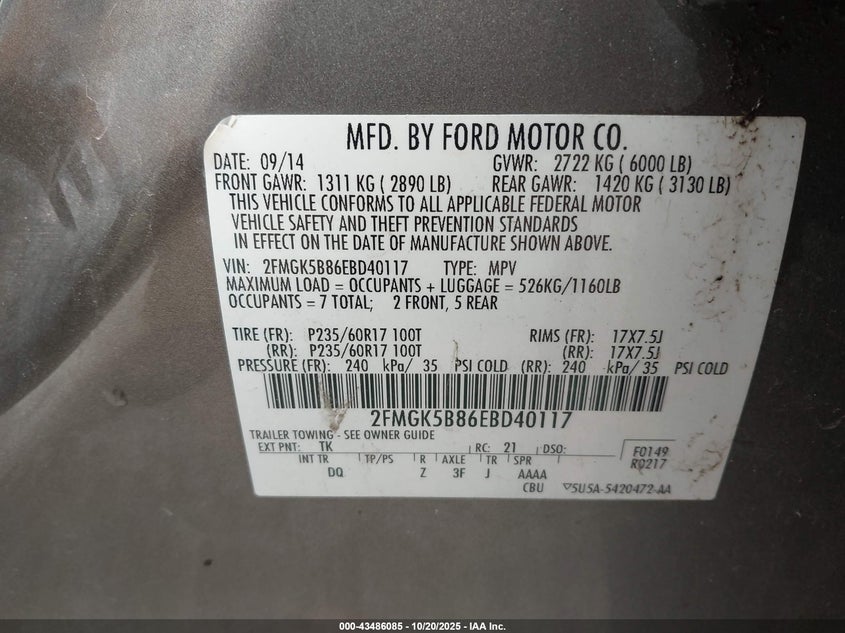 MFD. BY FORD MOTOR CO.
DATE: 09/14 GVWR: 2722 KG ( 6000 LB)
FRONT GAWR: 1311 KG ( 2890 LB) REAR GAWR: 1420 KG ( 3130 LB)
THIS VEHICLE CONFORMS TO ALL APPLICABLE FEDERAL MOTOR
VEHICLE SAFETY AND THEFT PREVENTION STANDARDS
IN EFFECT ON THE DATE OF MANUFACTURE SHOWN ABOVE.
VIN: 2FMGK5B86EBD40117 TYPE: MPV
MAXIMUM LOAD = OCCUPANTS + LUGGAGE = 526KG/1160LB
OCCUPANTS = 7 TOTAL; 2 FRONT, 5 REAR
TIRE (FR): P235/60R17 100T RIMS (FR): 17X7.5J
(RR): P235/60R17 100T (RR): 17X7.5J
PRESSURE (FR): 240 kPa/ 35 PSI COLD (RR): 240 kPa/ 35 PSI COLD
2FMGK5B86EBD40117
TRAILER TOWING - SEE OWNER GUIDE
EXT PNT: TK RC: 21 DSO: F0149
INT TR TP/PS R AXLE TR SPR R0217
DQ Z 3F J AAAA
CBU ▽5U5A-5420472-AA
000-43486085 - 10/20/2025 - IAA Inc.